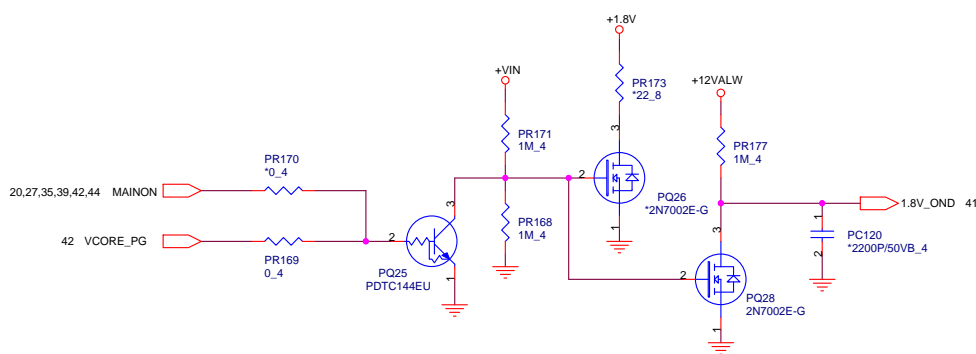 +1.8V
+VIN
+12VALW
PR173
*22_8
PR171
1M_4
3
PR177
1M_4
PR170
*0_4
20,27,35,39,42,44 MAINON
2
PQ26
*2N7002E-G
1
1.8V_OND 41
3
PR168
1M_4
1
PC120
*2200P/50VB_4
2
3
42 VCORE_PG
2
PR169
0_4
PQ25
PDTC144EU
1
2
PQ28
2N7002E-G
1